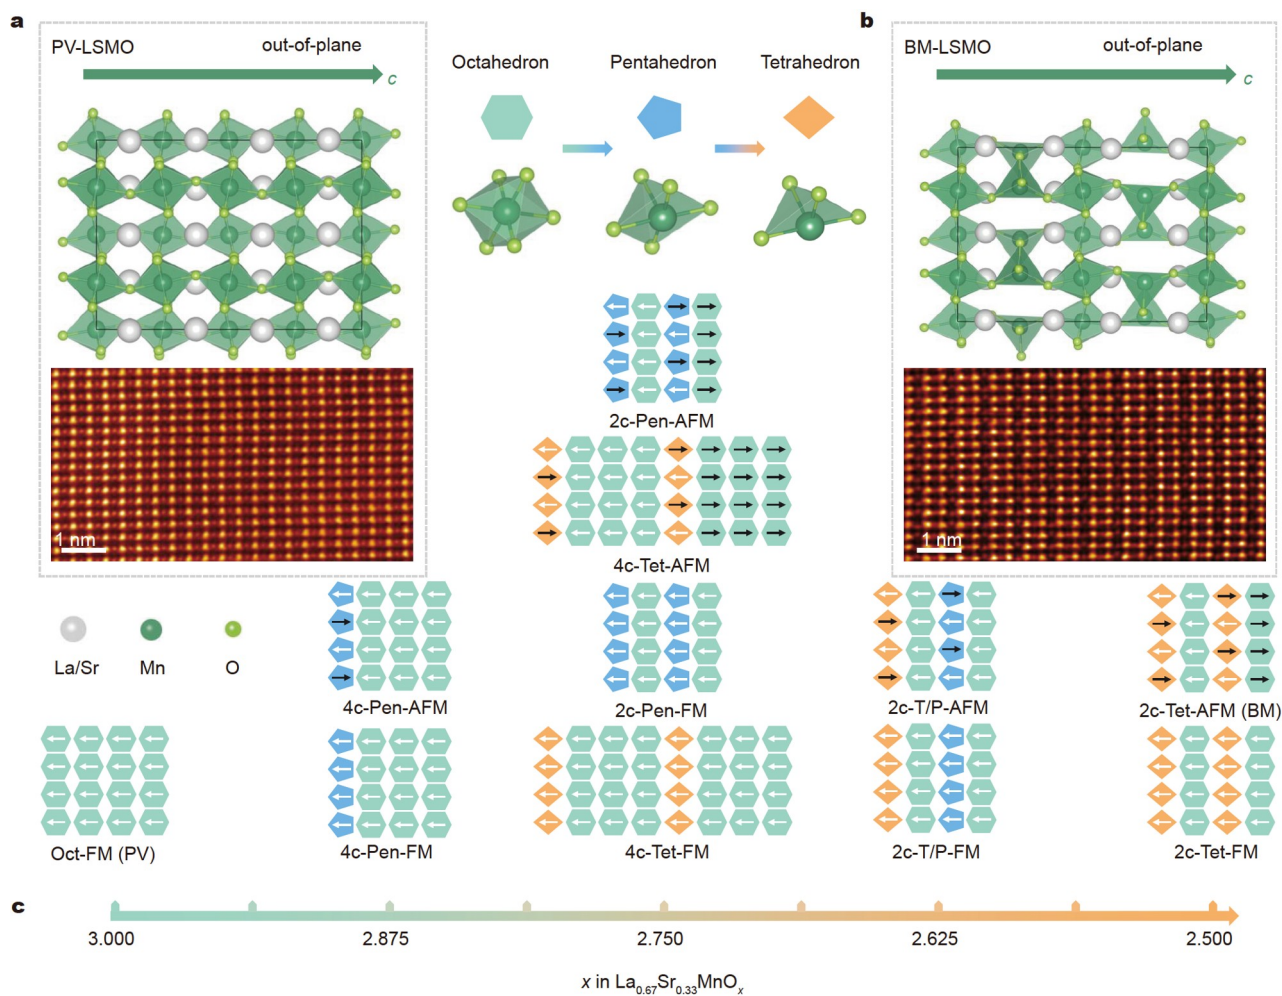 a
PV-LSMO
out-of-plane
c
1 nm
Octahedron
Pentahedron
Tetrahedron
b
BM-LSMO
out-of-plane
c
1 nm
2c-Pen-AFM
4c-Tet-AFM
La/Sr
Mn
O
4c-Pen-AFM
2c-Pen-FM
2c-T/P-AFM
2c-Tet-AFM (BM)
Oct-FM (PV)
4c-Pen-FM
4c-Tet-FM
2c-T/P-FM
2c-Tet-FM
c
3.000
2.875
2.750
2.625
2.500
x in La0.67Sr0.33MnOx